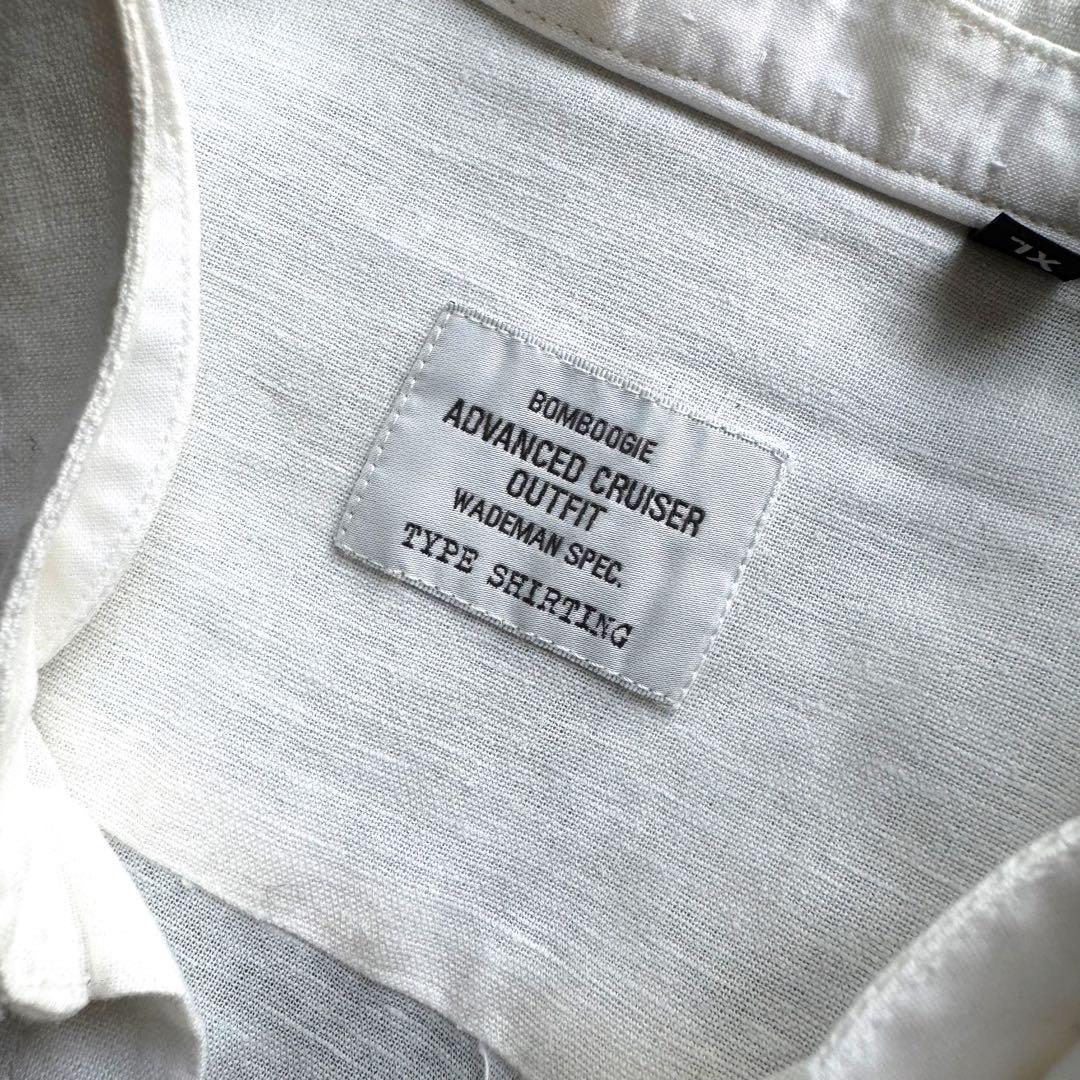 XL
BOMBOOGIE
ADVANCED CRUISER
OUTFIT
WADEMAN SPEC.
TYPE SHIRTING